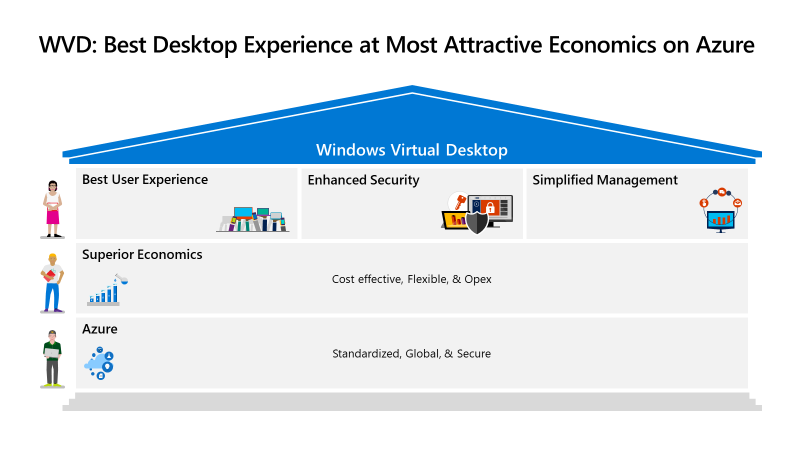 WVD: Best Desktop Experience at Most Attractive Economics on Azure
Windows Virtual Desktop
Best User Experience
Enhanced Security
Simplified Management
Superior Economics
Cost effective, Flexible, & Opex
Azure
Standardized, Global, & Secure